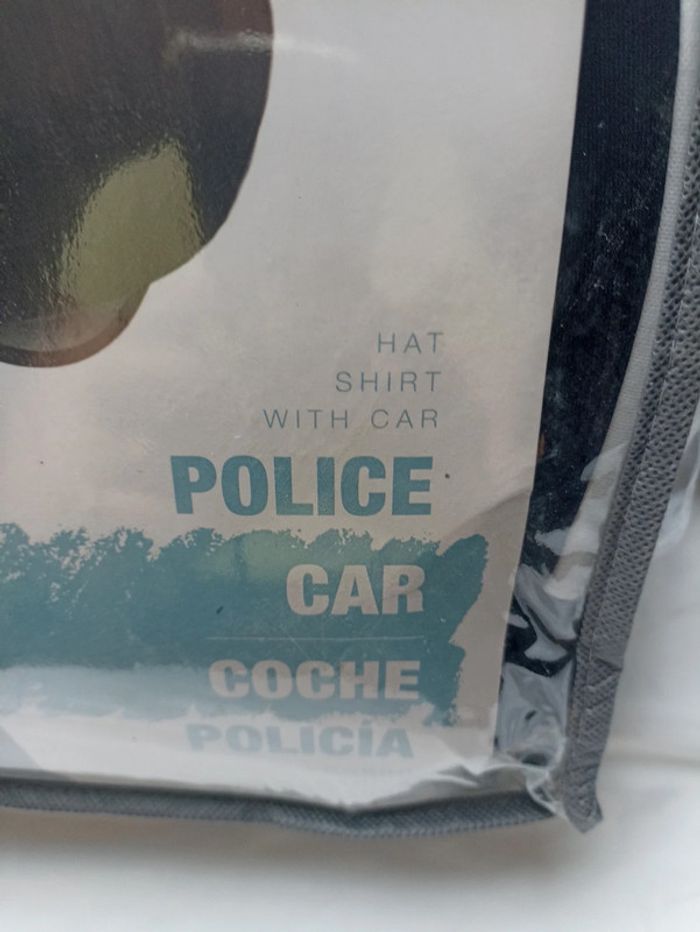 HAT
SHIRT
WITH CAR
POLICE
CAR
COCHE
POLICÍA